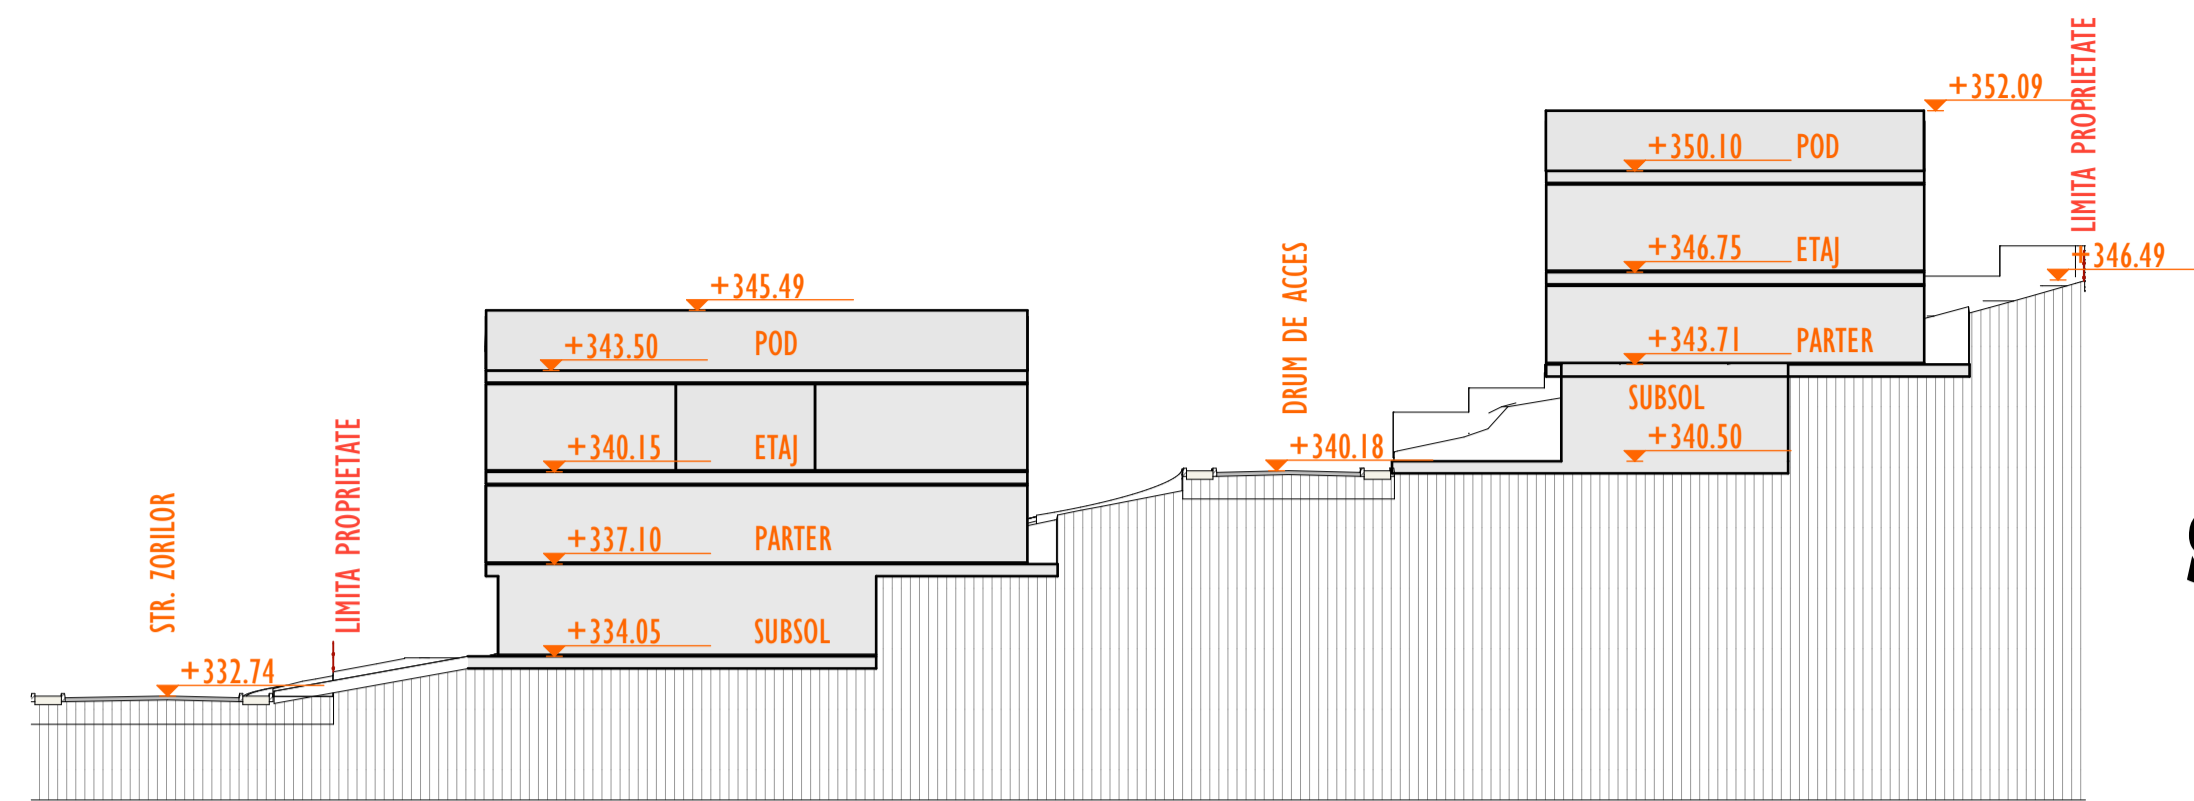 STR. ZORILOR
+332.74
LIMITA PROPRIETATE
+345.49
+343.50 POD
+340.15 ETAJ
+337.10 PARTER
+334.05 SUBSOL
DRUM DE ACCES
+340.18
+352.09
+350.10 POD
+346.75 ETAJ
+343.71 PARTER
SUBSOL
+340.50
LIMITA PROPRIETATE
+346.49